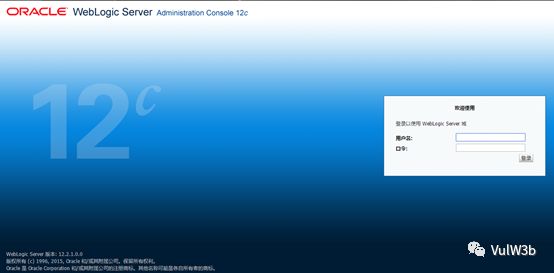 ORACLE® WebLogic Server Administration Console 12c
12c
欢迎使用
登录以使用 WebLogic Server 域
用户名:
口令:
登录
WebLogic Server 版本: 12.2.1.0.0
版权所有 (c) 1996, 2015, Oracle 和/或其附属公司。保留所有权利。
Oracle 是 Oracle Corporation 和/或其附属公司的注册商标。其他名称可能是各自所有者的商标。
VulW3b